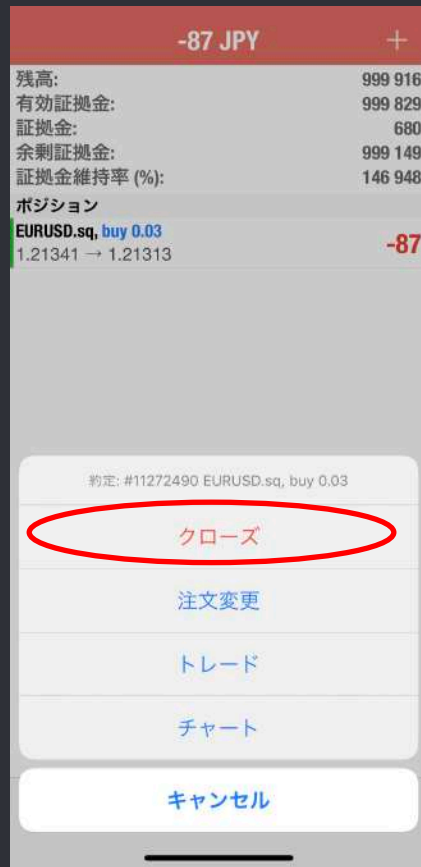 -87 JPY +
残高: 999 916
有効証拠金: 999 829
証拠金: 680
余剰証拠金: 999 149
証拠金維持率 (%): 146 948
ポジション
EURUSD.sq, buy 0.03
-87
1.21341 → 1.21313
約定: #11272490 EURUSD.sq, buy 0.03
クローズ
注文変更
トレード
チャート
キャンセル